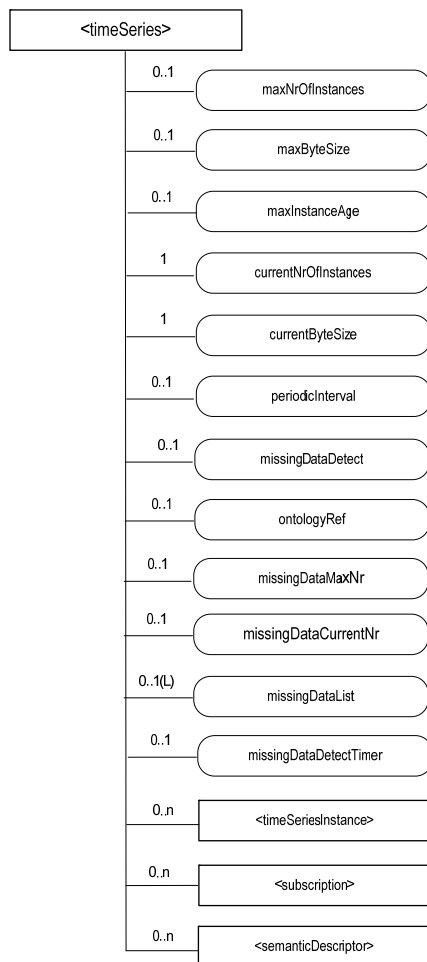 <timeSeries>
0..1
maxNrOfInstances
0..1
maxByteSize
0..1
maxInstanceAge
1
currentNrOfInstances
1
currentByteSize
0..1
periodicInterval
0..1
missingDataDetect
0..1
ontologyRef
0..1
missingDataMaxNr
0..1
missingDataCurrentNr
0..1(L)
missingDataList
0..1
missingDataDetectTimer
0..n
<timeSeriesInstance>
0..n
<subscription>
0..n
<semanticDescriptor>